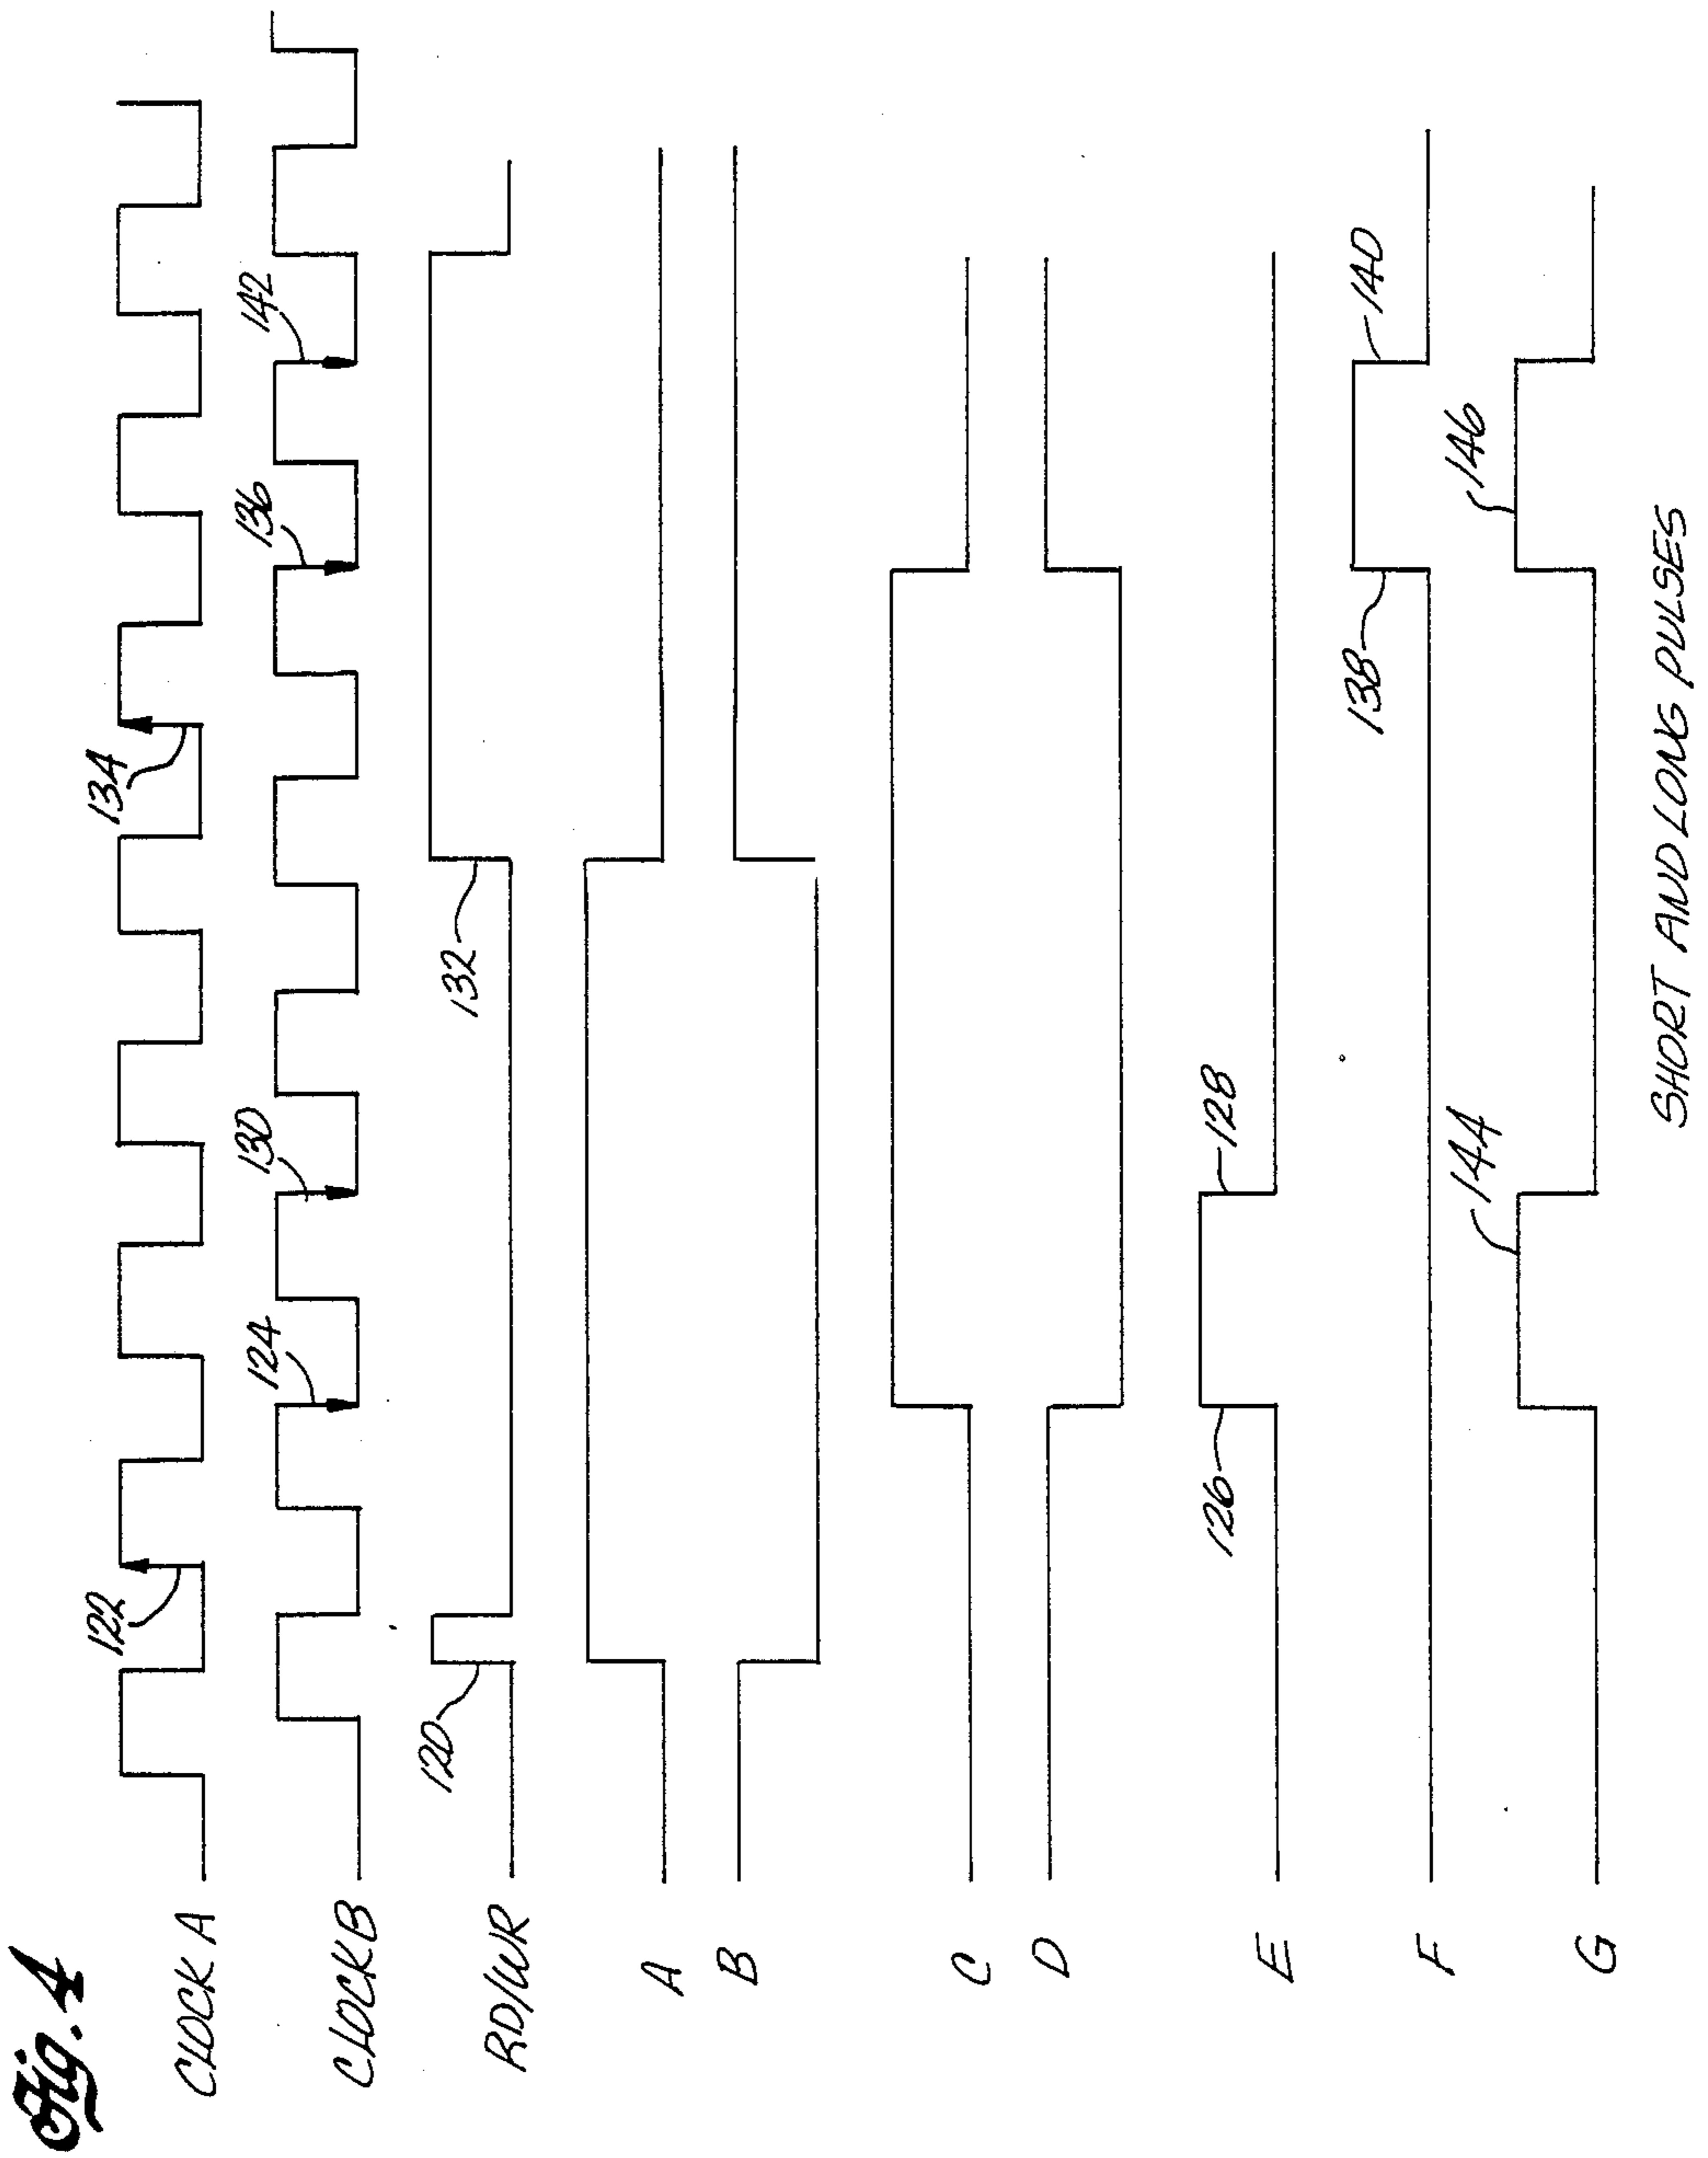 Fig. 4
CLOCK A
122
134
CLOCK B
124
130
136
142
RD/WR
120
132
A
B
C
D
E
126
128
F
138
140
G
144
146
SHORT AND LONG PULSES